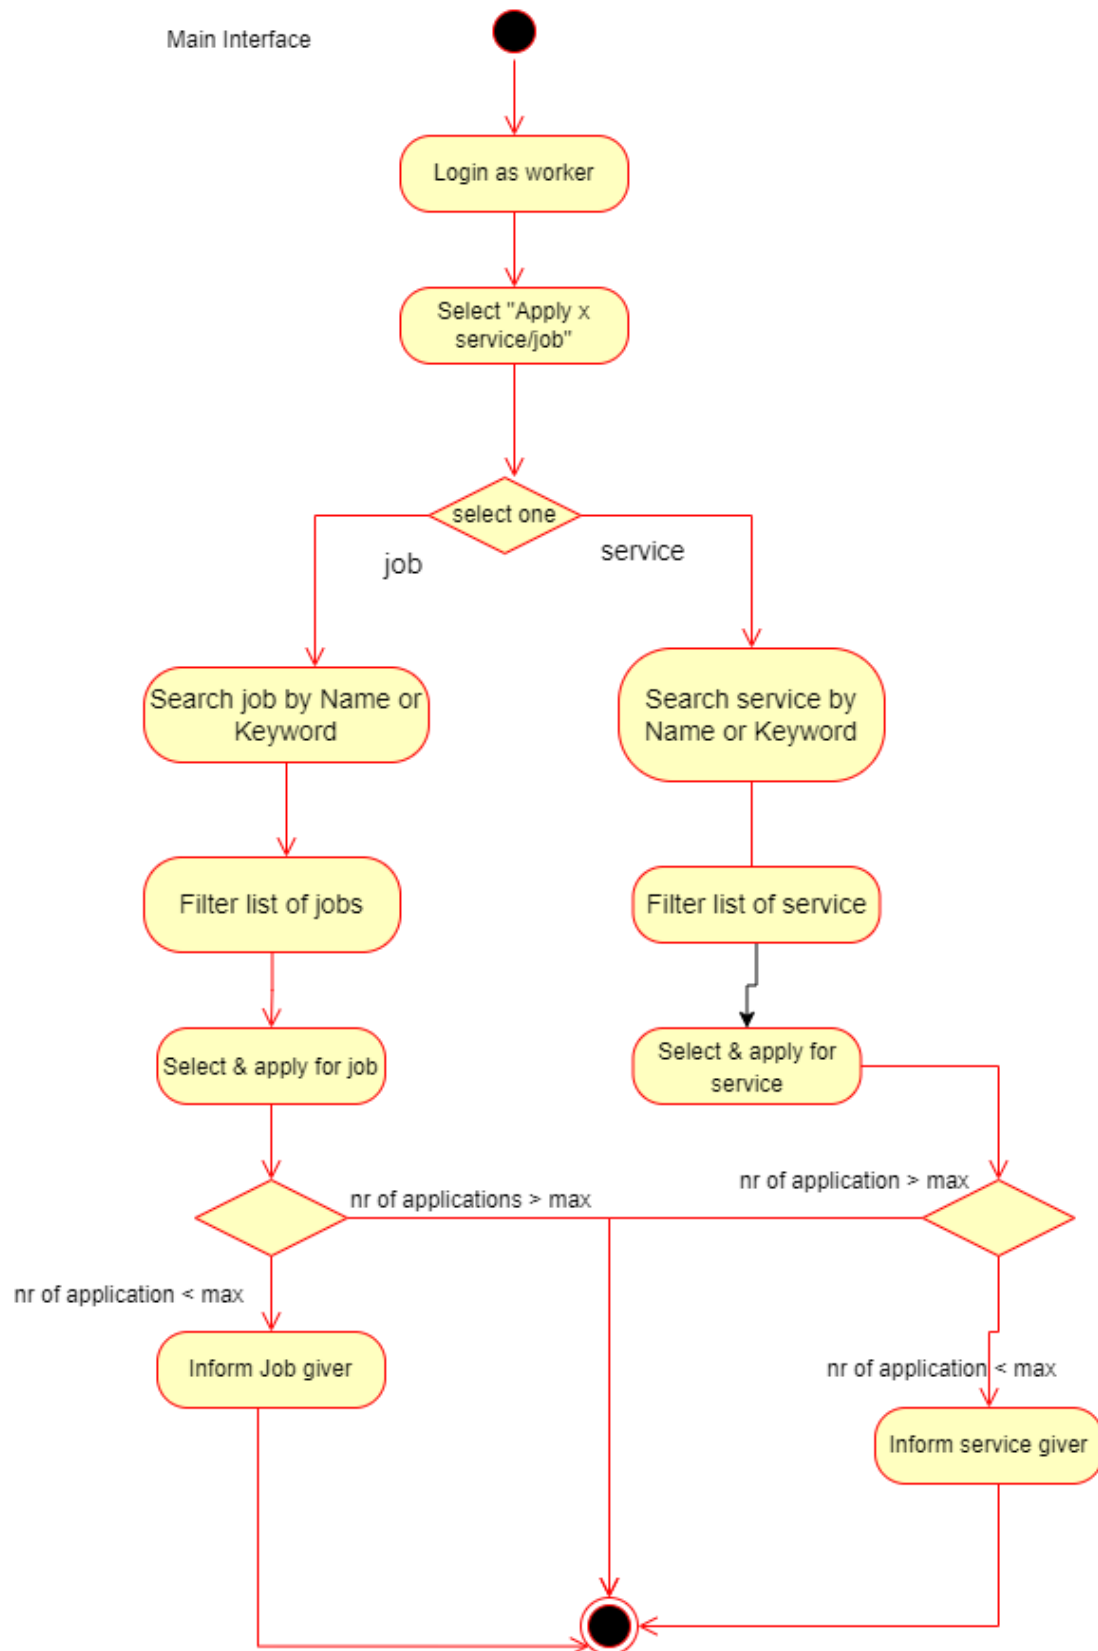 Main Interface
Login as worker
Select "Apply x
service/job"
select one
job
service
Search job by Name or
Keyword
Search service by
Name or Keyword
Filter list of jobs
Filter list of service
Select & apply for job
Select & apply for
service
nr of applications > max
nr of application > max
nr of application < max
Inform Job giver
nr of application < max
Inform service giver